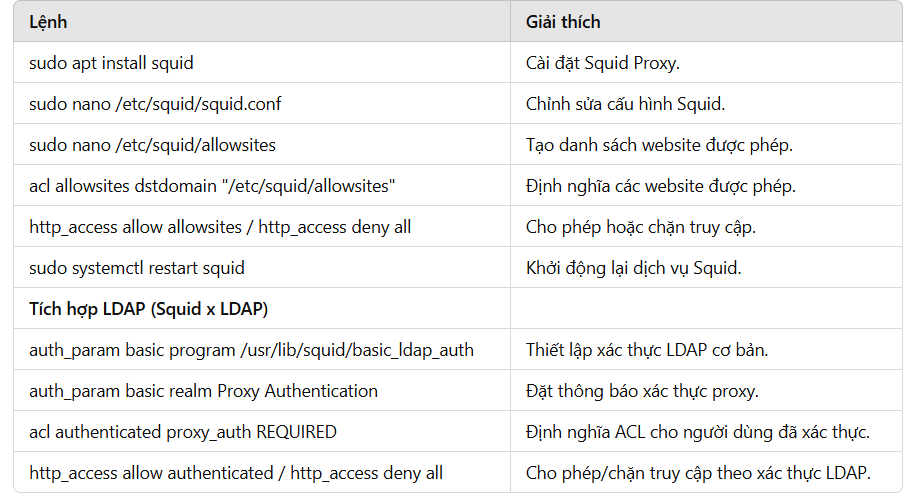 Lệnh Giải thích
sudo apt install squid Cài đặt Squid Proxy.
sudo nano /etc/squid/squid.conf Chỉnh sửa cấu hình Squid.
sudo nano /etc/squid/allowsites Tạo danh sách website được phép.
acl allowsites dstdomain "/etc/squid/allowsites" Định nghĩa các website được phép.
http_access allow allowsites / http_access deny all Cho phép hoặc chặn truy cập.
sudo systemctl restart squid Khởi động lại dịch vụ Squid.
Tích hợp LDAP (Squid x LDAP)
auth_param basic program /usr/lib/squid/basic_ldap_auth Thiết lập xác thực LDAP cơ bản.
auth_param basic realm Proxy Authentication Đặt thông báo xác thực proxy.
acl authenticated proxy_auth REQUIRED Định nghĩa ACL cho người dùng đã xác thực.
http_access allow authenticated / http_access deny all Cho phép/chặn truy cập theo xác thực LDAP.